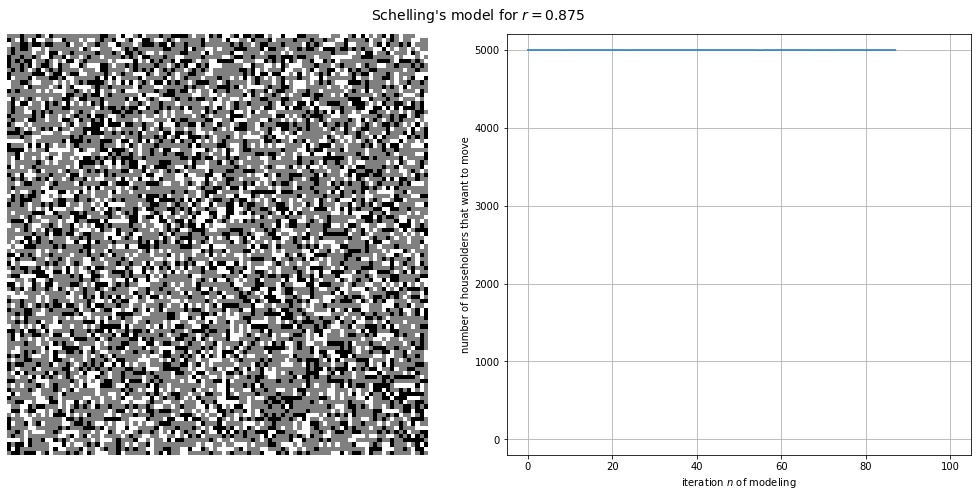 Schelling's model for r = 0.875
5000
4000
3000
2000
1000
0
number of householders that want to move
0 20 40 60 80 100
iteration n of modeling